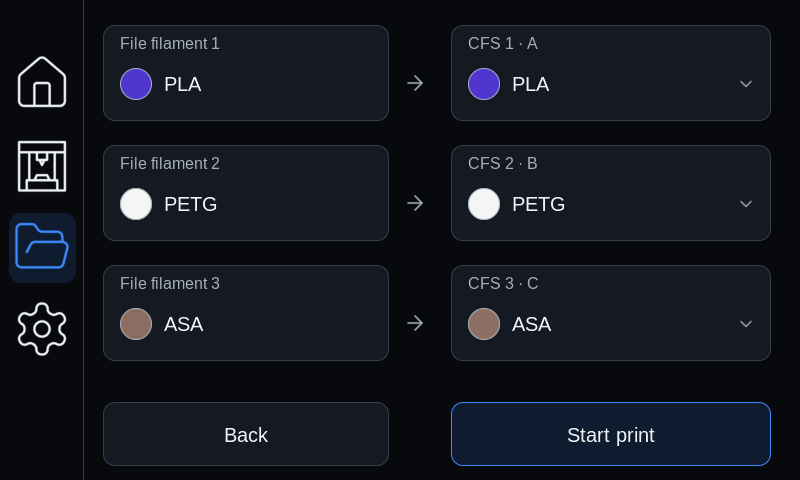 File filament 1
PLA
CFS 1 · A
PLA
File filament 2
PETG
CFS 2 · B
PETG
File filament 3
ASA
CFS 3 · C
ASA
Back
Start print